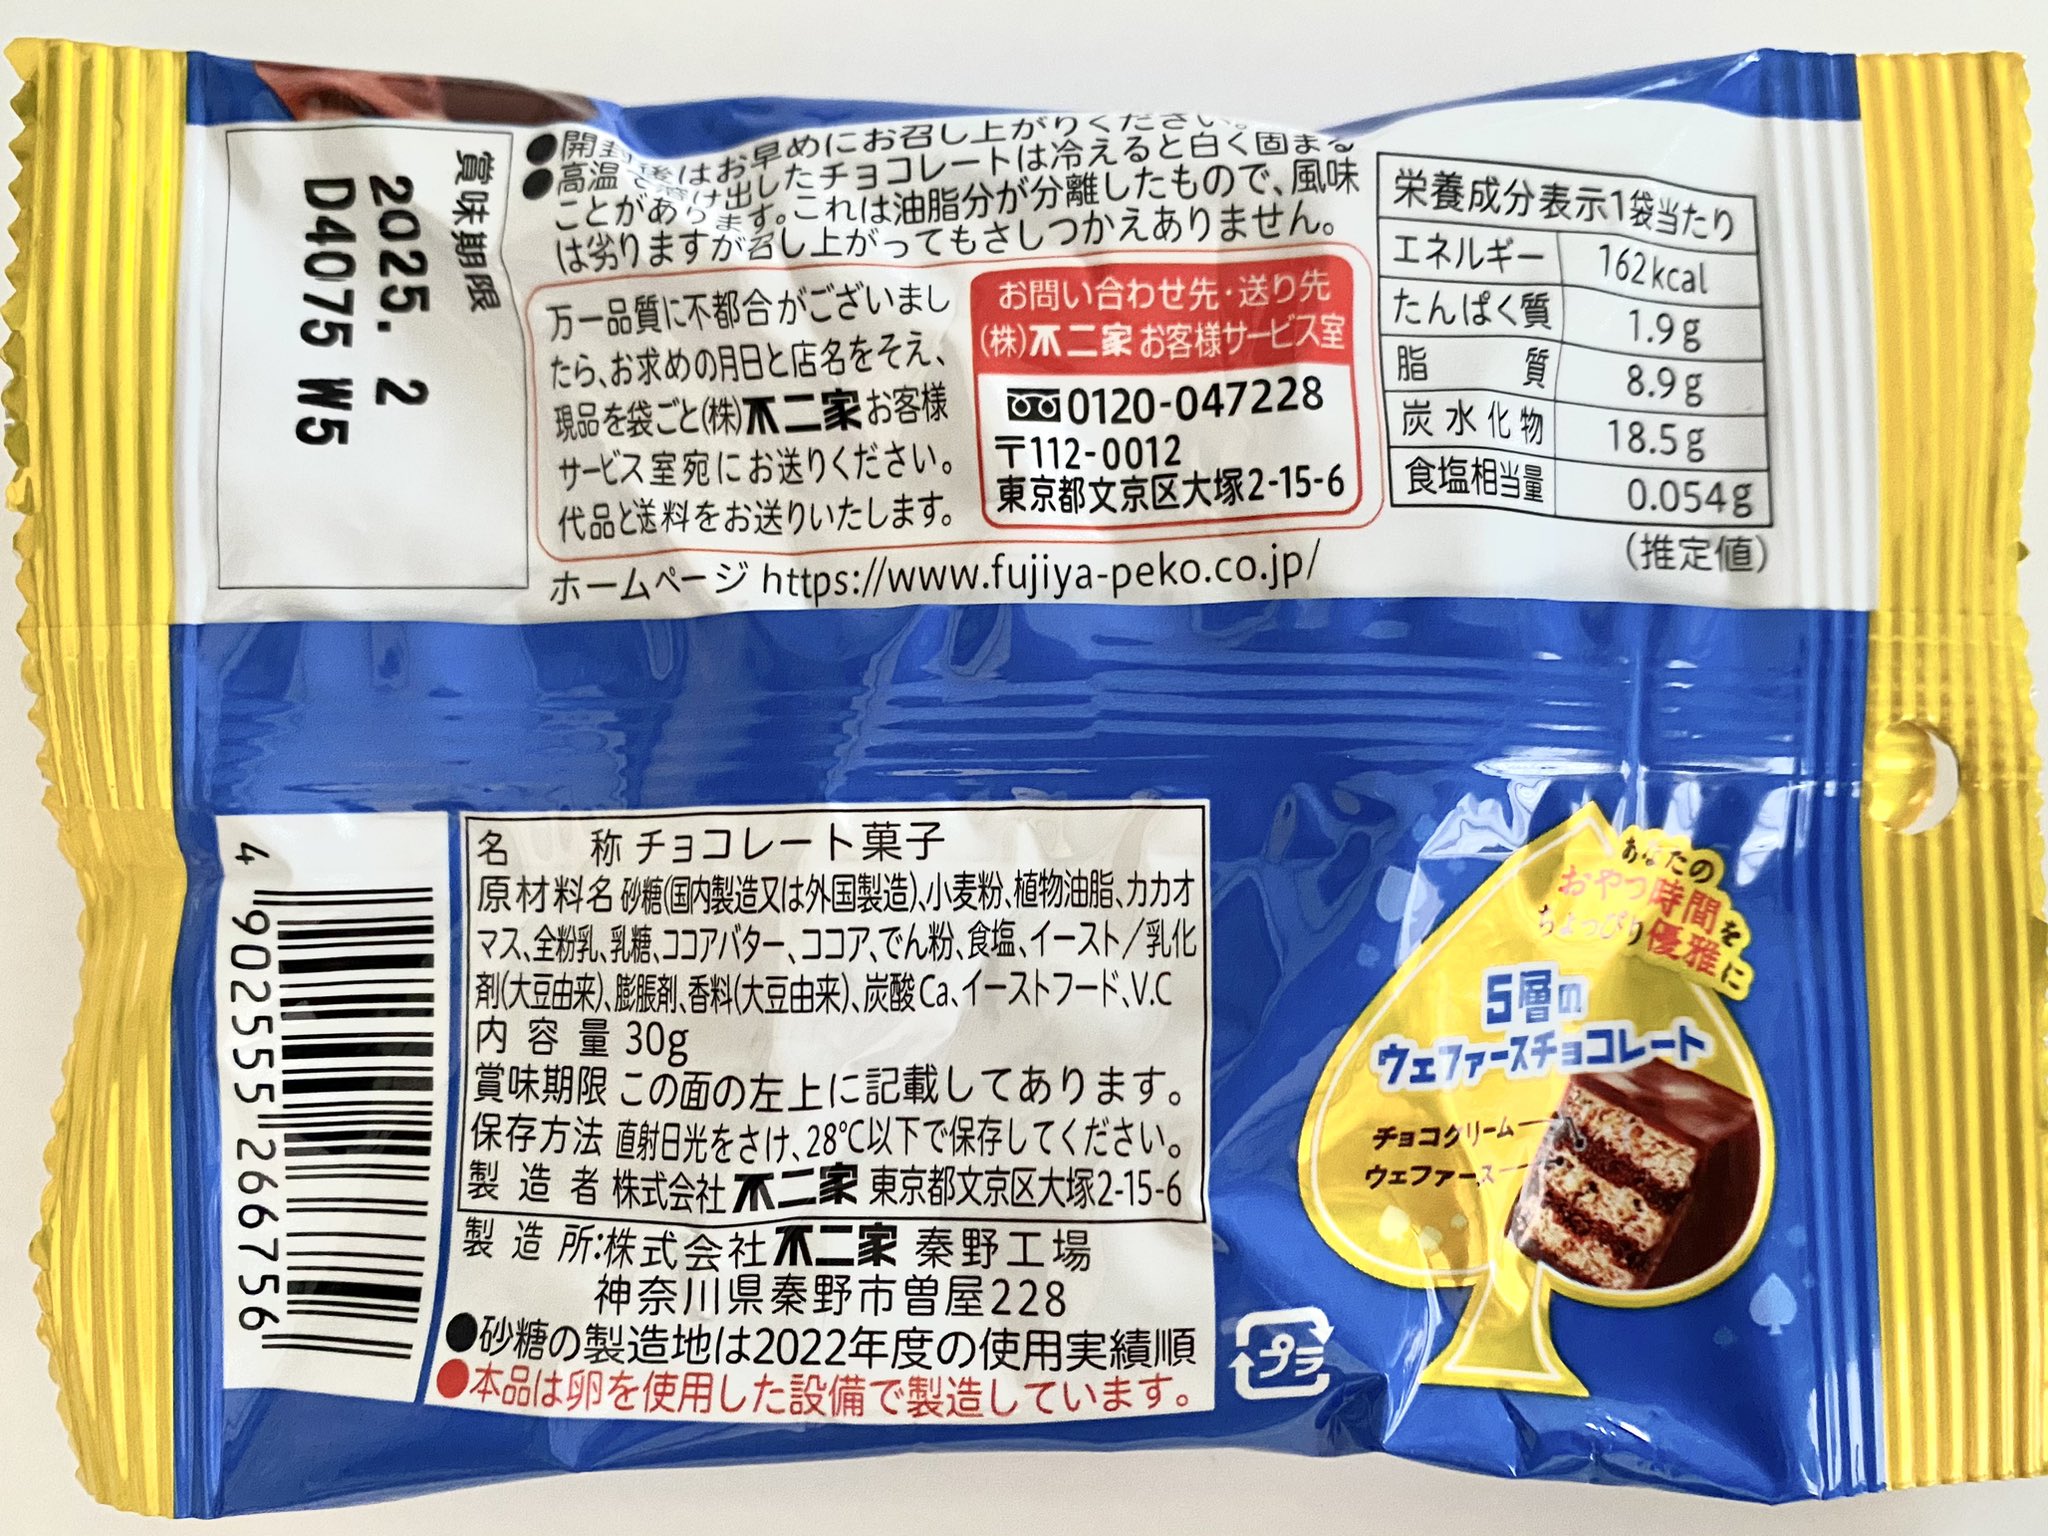 賞味期限
2025. 2
D4075 W5
●開封後はお早めにお召し上がりください。
●高温で溶け出したチョコレートは冷えると白く固まる
ことがあります。これは油脂分が分離したもので、風味
は劣りますが召し上がってもさしつかえありません。
万一品質に不都合がございまし
たら、お求めの月日と店名をそえ、
現品を袋ごと(株)不二家お客様
サービス室宛にお送りください。
代品と送料をお送りいたします。
お問い合わせ先・送り先
(株)不二家お客様サービス室
0120-047228
〒112-0012
東京都文京区大塚2-15-6
ホームページ https://www.fujiya-peko.co.jp/
栄養成分表示1袋当たり
エネルギー 162kcal
たんぱく質 1.9g
脂質 8.9g
炭水化物 18.5g
食塩相当量 0.054g
(推定値)
4 902555 266756
名称 チョコレート菓子
原材料名 砂糖(国内製造又は外国製造)、小麦粉、植物油脂、カカオ
マス、全粉乳、乳糖、ココアバター、ココア、でん粉、食塩、イースト/乳化
剤(大豆由来)、膨脹剤、香料(大豆由来)、炭酸Ca、イーストフード、V.C
内容量 30g
賞味期限 この面の左上に記載してあります。
保存方法 直射日光をさけ、28℃以下で保存してください。
製造者 株式会社 不二家 東京都文京区大塚2-15-6
製造所:株式会社 不二家 秦野工場
神奈川県秦野市曽屋228
●砂糖の製造地は2022年度の使用実績順
●本品は卵を使用した設備で製造しています。
あなたの
おやつ時間を
ちょっぴり優雅に
5層の
ウェファースチョコレート
チョコクリーム
ウェファース
プラ